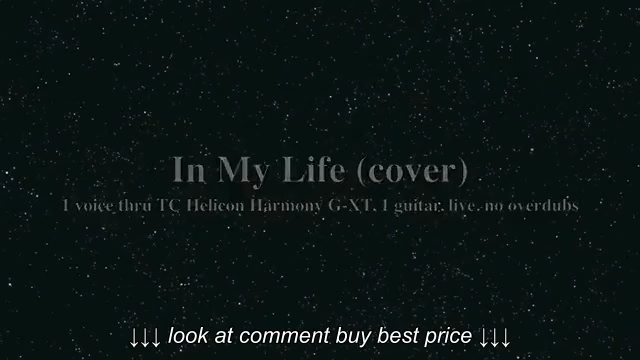 In My Life (cover)
1 voice thru TC Helicon Harmony G-XT, 1 guitar, live, no overdubs
↓↓↓ look at comment buy best price ↓↓↓